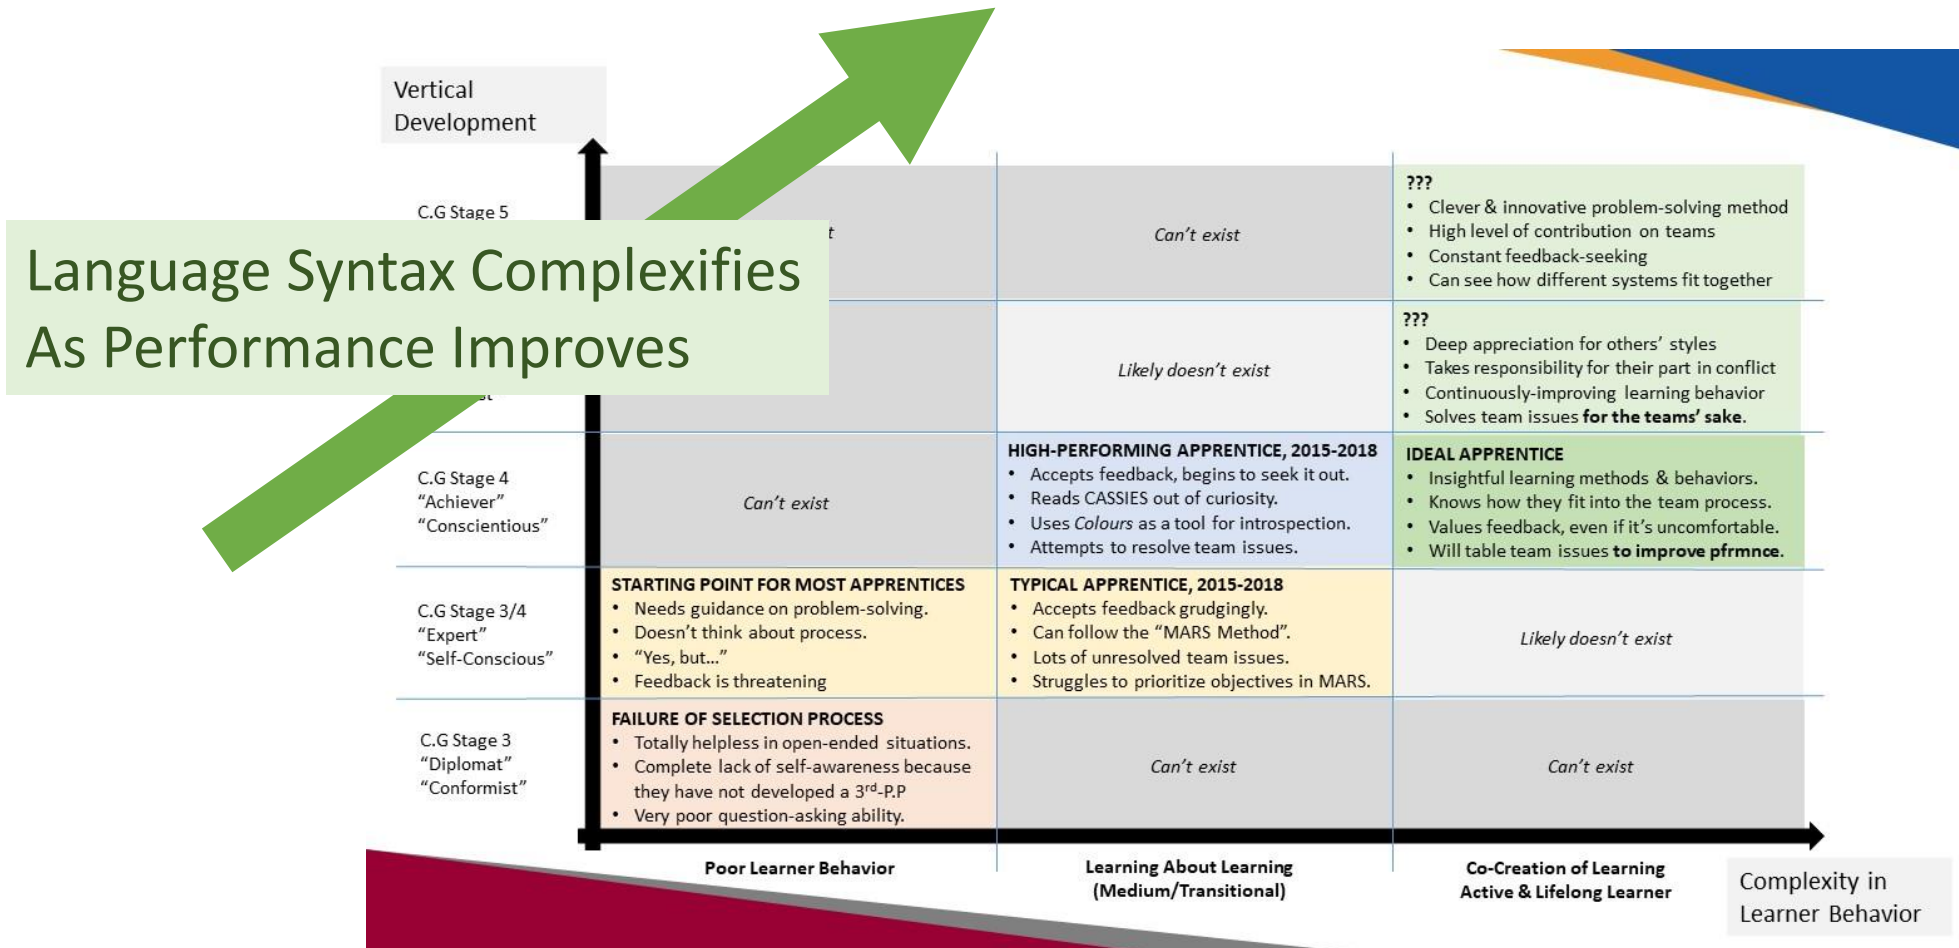 Vertical
Development
C.G Stage 5
Language Syntax Complexifies
As Performance Improves
Can't exist
???
• Clever & innovative problem-solving method
• High level of contribution on teams
• Constant feedback-seeking
• Can see how different systems fit together
Likely doesn't exist
???
• Deep appreciation for others' styles
• Takes responsibility for their part in conflict
• Continuously-improving learning behavior
• Solves team issues for the teams' sake.
C.G Stage 4
"Achiever"
"Conscientious"
Can't exist
HIGH-PERFORMING APPRENTICE, 2015-2018
• Accepts feedback, begins to seek it out.
• Reads CASSIES out of curiosity.
• Uses Colours as a tool for introspection.
• Attempts to resolve team issues.
IDEAL APPRENTICE
• Insightful learning methods & behaviors.
• Knows how they fit into the team process.
• Values feedback, even if it's uncomfortable.
• Will table team issues to improve pfrmnce.
C.G Stage 3/4
"Expert"
"Self-Conscious"
STARTING POINT FOR MOST APPRENTICES
• Needs guidance on problem-solving.
• Doesn't think about process.
• "Yes, but..."
• Feedback is threatening
TYPICAL APPRENTICE, 2015-2018
• Accepts feedback grudgingly.
• Can follow the "MARS Method".
• Lots of unresolved team issues.
• Struggles to prioritize objectives in MARS.
Likely doesn't exist
C.G Stage 3
"Diplomat"
"Conformist"
FAILURE OF SELECTION PROCESS
• Totally helpless in open-ended situations.
• Complete lack of self-awareness because
they have not developed a 3rd-P.P
• Very poor question-asking ability.
Can't exist
Can't exist
Poor Learner Behavior
Learning About Learning
(Medium/Transitional)
Co-Creation of Learning
Active & Lifelong Learner
Complexity in
Learner Behavior